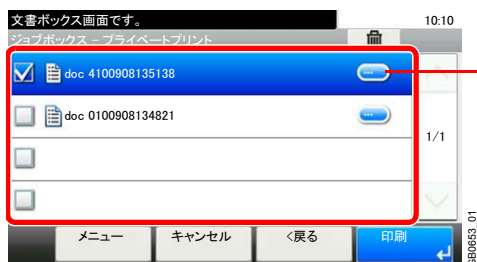 文書ボックス画面です。
10:10
ジョブボックス - プライベートプリント
doc 4100908135138
doc 0100908134821
1/1
メニュー
キャンセル
<戻る
印刷
GB0653_01